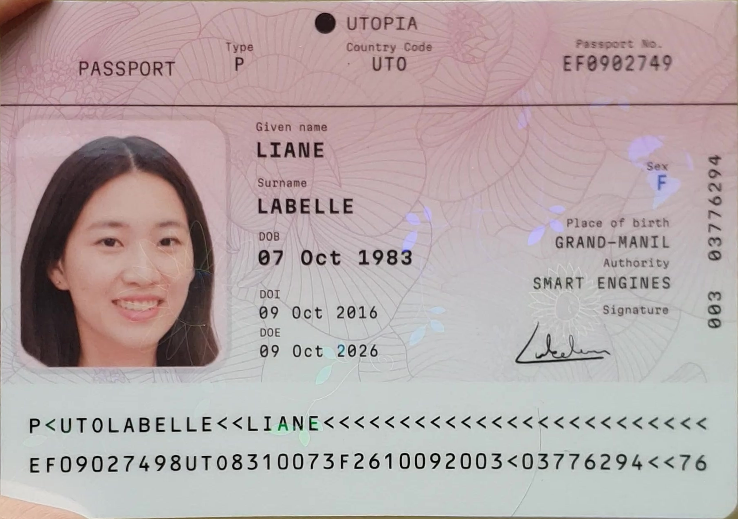 UTOPIA
PASSPORT
Type
P
Country Code
UTO
Passport No.
EF0902749
Given name
LIANE
Surname
LABELLE
DOB
07 Oct 1983
DOI
09 Oct 2016
DOE
09 Oct 2026
Sex
F
Place of birth
GRAND-MANIL
Authority
SMART ENGINES
Signature
003 03776294
P<UTOLABELLE<<LIANE<<<<<<<<<<<<<<<<<<<<<<<<<
EF09027498UTO8310073F2610092003<03776294<<76